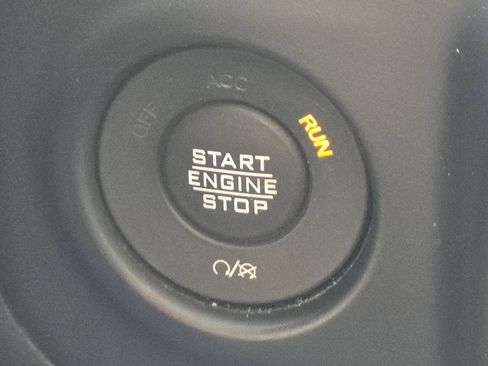 OFF
ACC
RUN
START
ENGINE
STOP